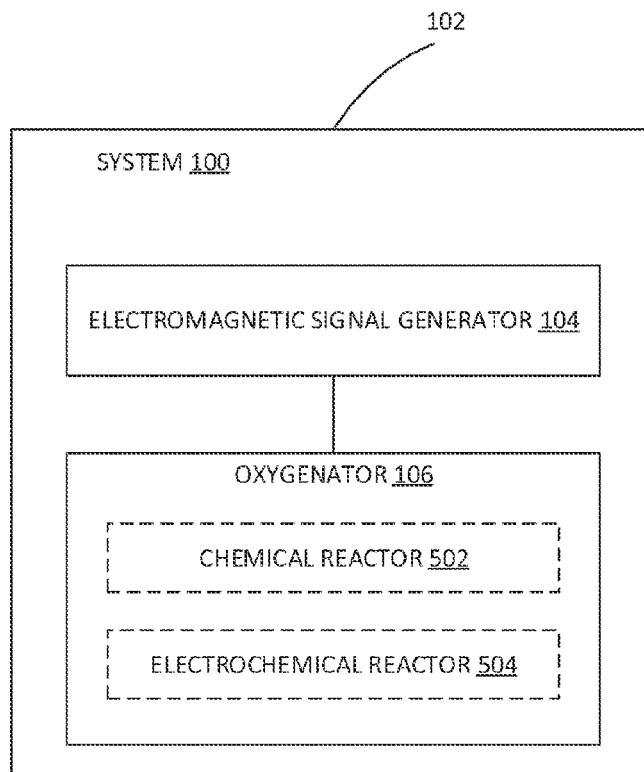 102
SYSTEM 100
ELECTROMAGNETIC SIGNAL GENERATOR 104
OXYGENATOR 106
CHEMICAL REACTOR 502
ELECTROCHEMICAL REACTOR 504